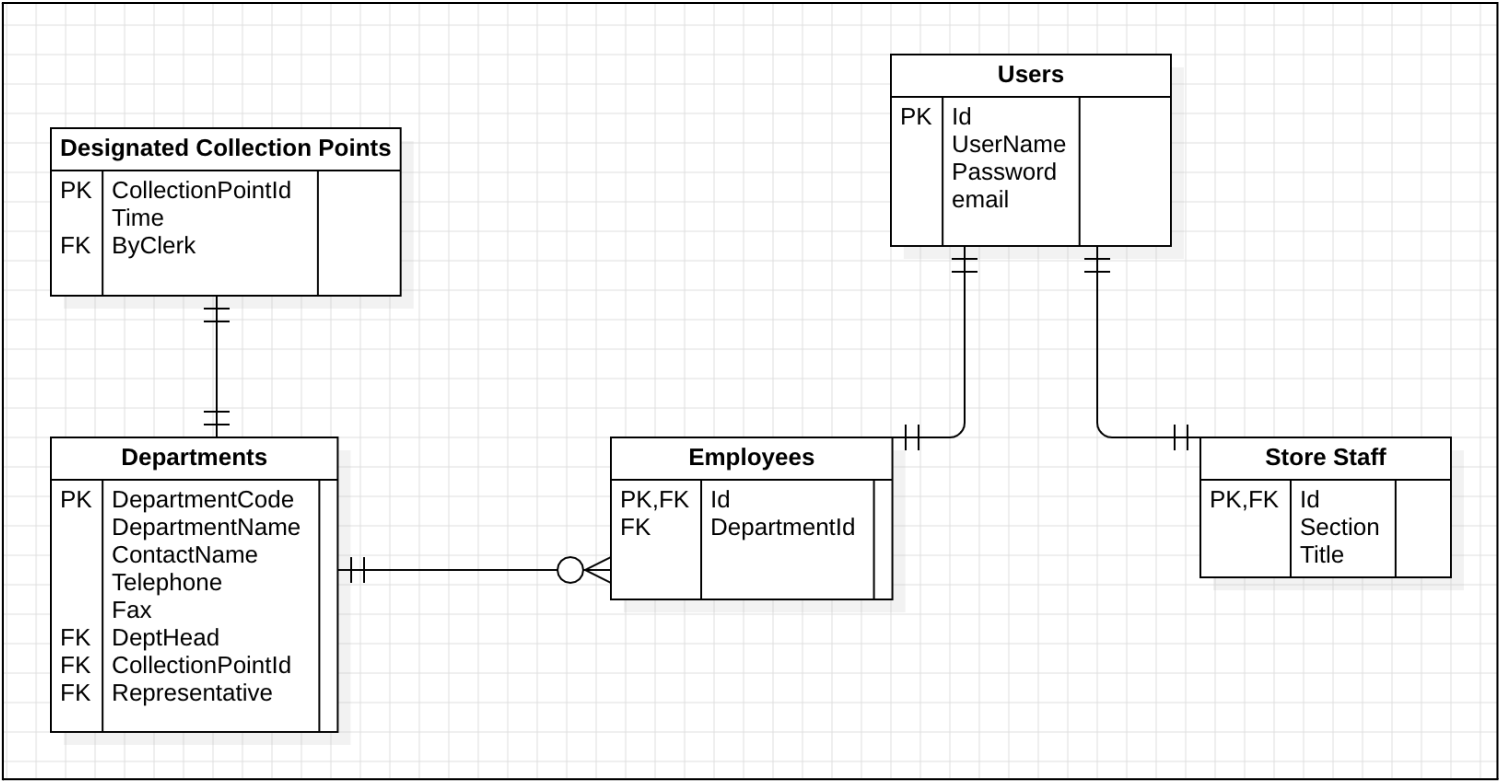 Users
PK Id
UserName
Password
email
Designated Collection Points
PK CollectionPointId
Time
FK ByClerk
Departments
PK DepartmentCode
DepartmentName
ContactName
Telephone
Fax
FK DeptHead
FK CollectionPointId
FK Representative
Employees
PK,FK Id
FK DepartmentId
Store Staff
PK,FK Id
Section
Title